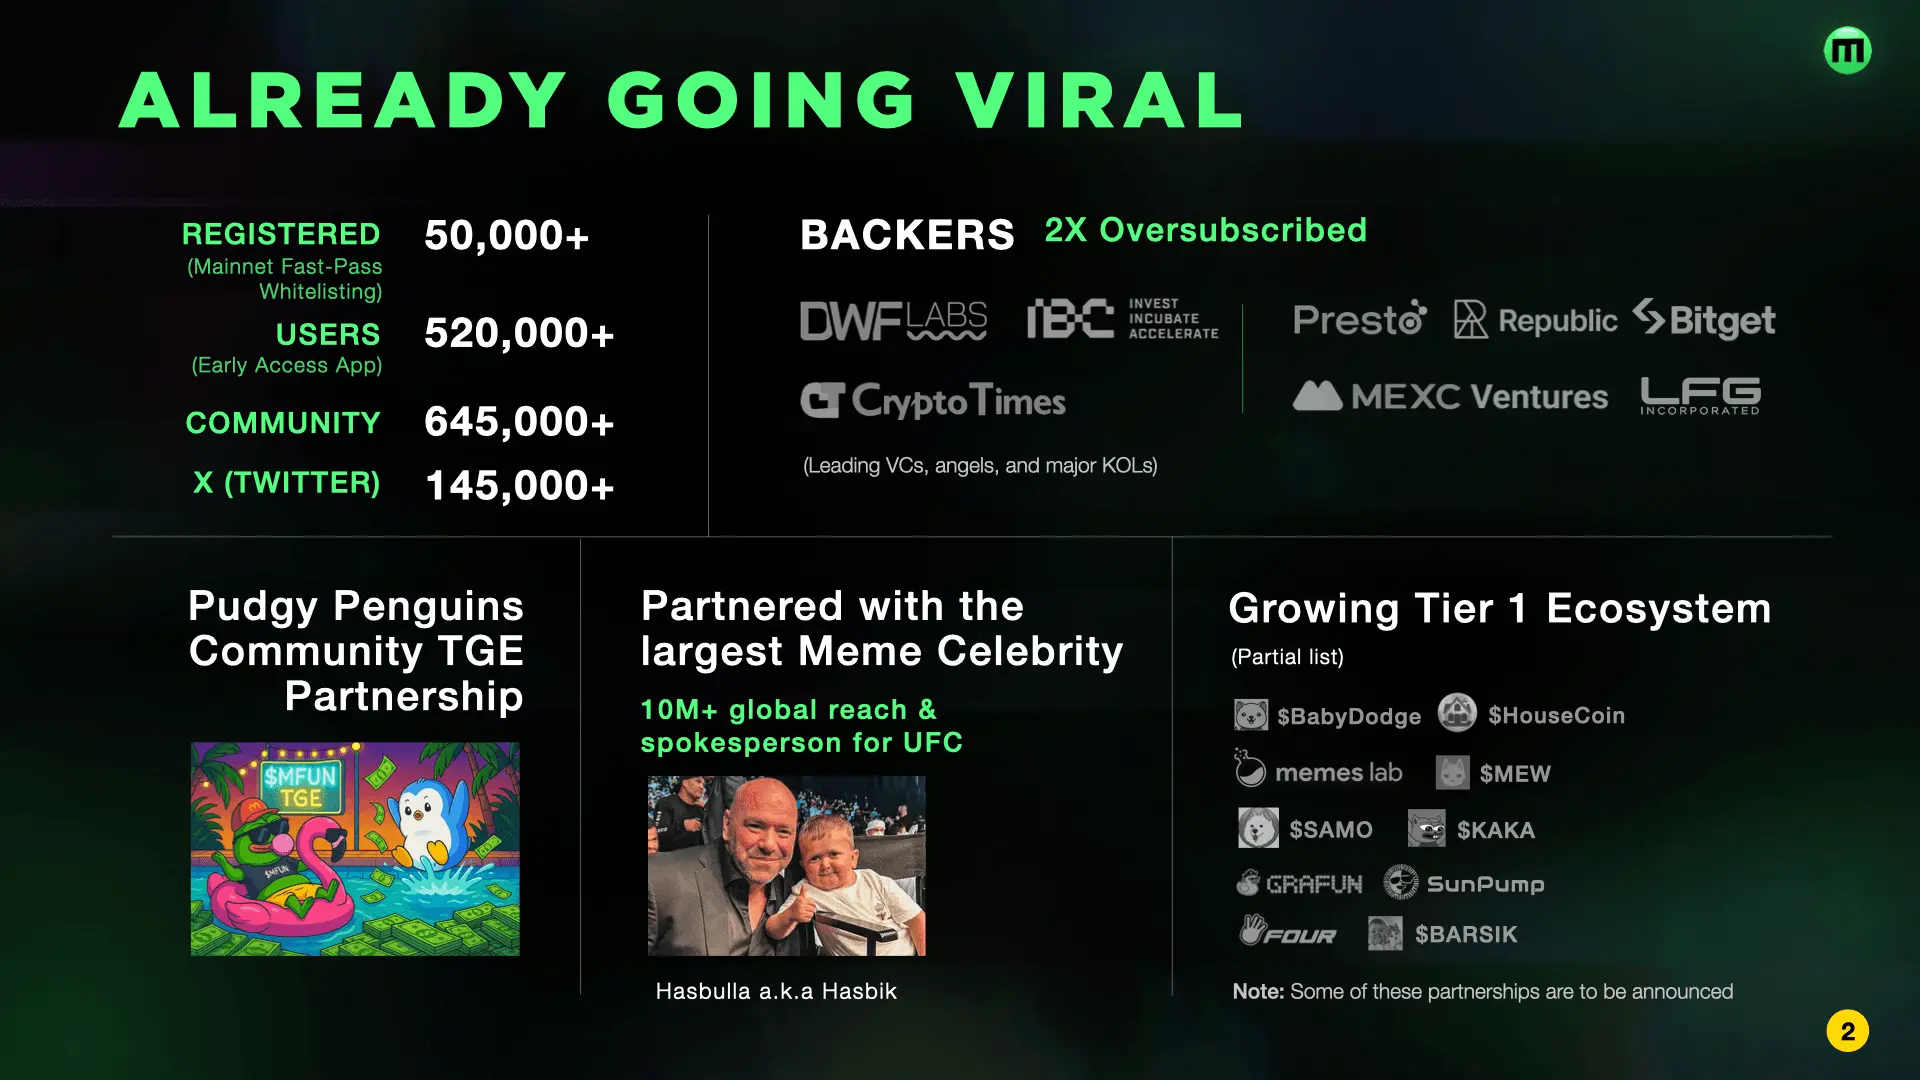 m
ALREADY GOING VIRAL
REGISTERED 50,000+
(Mainnet Fast-Pass
Whitelisting)
USERS 520,000+
(Early Access App)
COMMUNITY 645,000+
X (TWITTER) 145,000+
BACKERS 2X Oversubscribed
DWF LABS
IBC INVEST
INCUBATE
ACCELERATE
Presto
Republic
Bitget
CryptoTimes
MEXC Ventures
LFG
INCORPORATED
(Leading VCs, angels, and major KOLs)
Pudgy Penguins
Community TGE
Partnership
$MFUN
TGE
$MFUN
Partnered with the
largest Meme Celebrity
10M+ global reach &
spokesperson for UFC
Hasbulla a.k.a Hasbik
Growing Tier 1 Ecosystem
(Partial list)
$BabyDodge $HouseCoin
memes lab $MEW
$SAMO $KAKA
GRAFUN SunPump
FOUR $BARSIK
Note: Some of these partnerships are to be announced
2